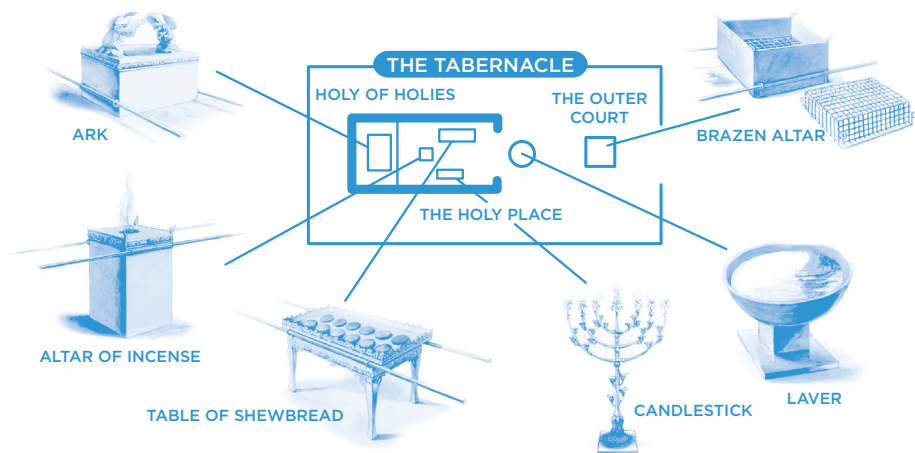 THE TABERNACLE
HOLY OF HOLIES
THE OUTER
COURT
ARK
BRAZEN ALTAR
THE HOLY PLACE
ALTAR OF INCENSE
TABLE OF SHEWBREAD
CANDLESTICK
LAVER